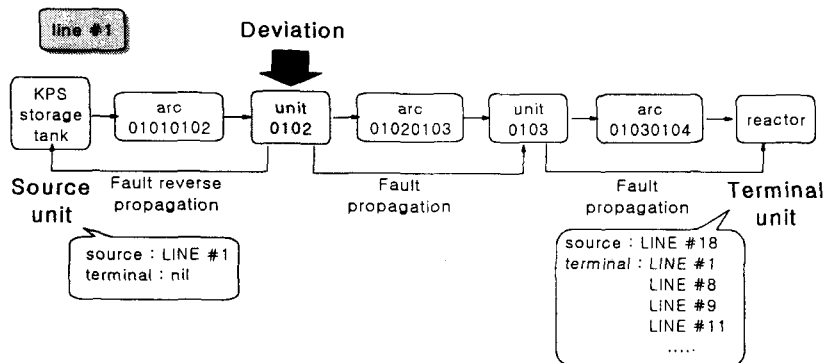 line #1
Deviation
KPS
storage
tank
arc
01010102
unit
0102
arc
01020103
unit
0103
arc
01030104
reactor
Source
unit
Fault reverse
propagation
Fault
propagation
Fault
propagation
Terminal
unit
source : LINE #1
terminal : nil
source : LINE #18
terminal : LINE #1
LINE #8
LINE #9
LINE #11
.....